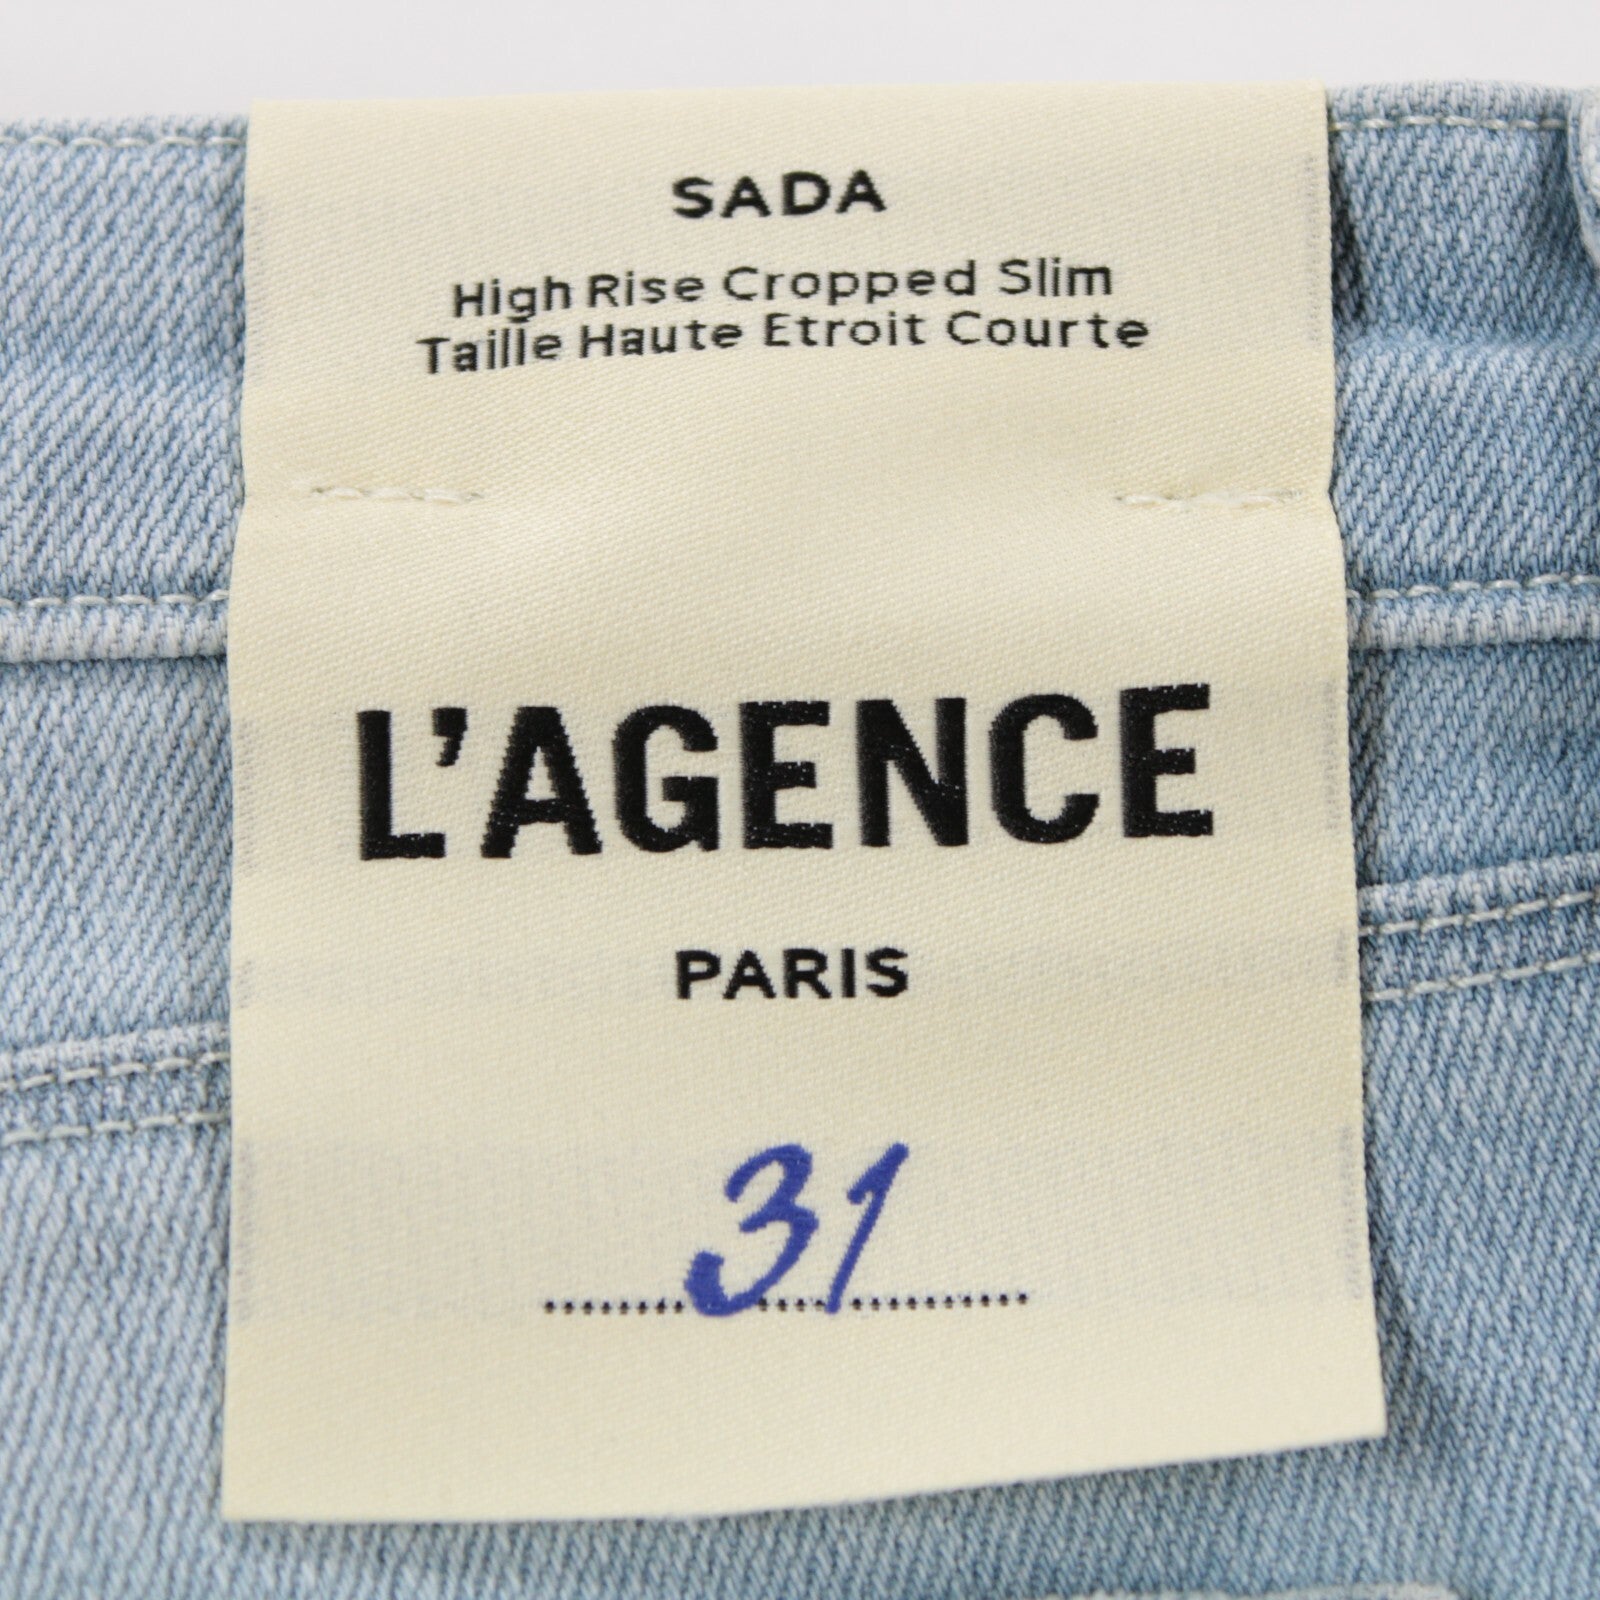 SADA
High Rise Cropped Slim
Taille Haute Etroit Courte
L'AGENCE
PARIS
31